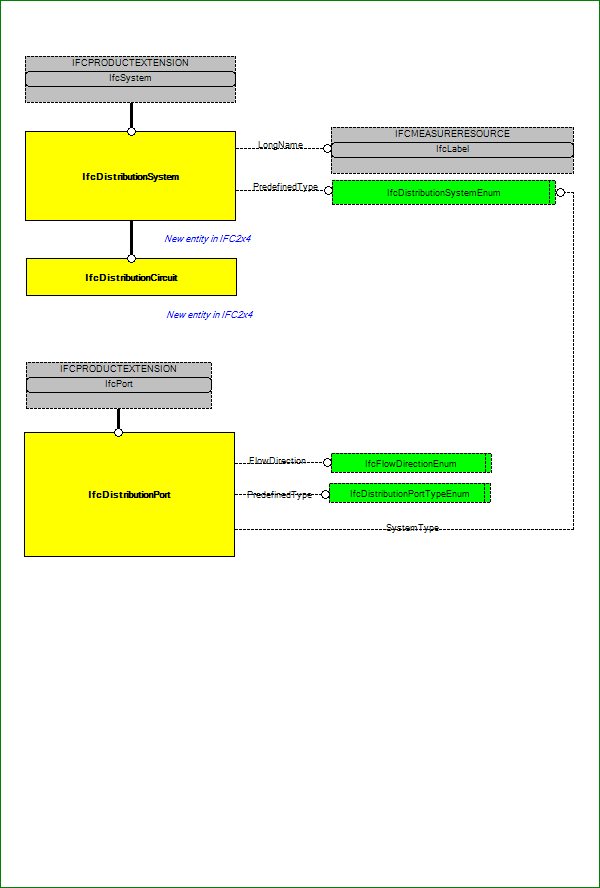 IFCPRODUCTEXTENSION
IfcSystem
IfcDistributionSystem
LongName
IFCMEASURERESOURCE
IfcLabel
PredefinedType
IfcDistributionSystemEnum
New entity in IFC2x4
IfcDistributionCircuit
New entity in IFC2x4
IFCPRODUCTEXTENSION
IfcPort
IfcDistributionPort
FlowDirection
IfcFlowDirectionEnum
PredefinedType
IfcDistributionPortTypeEnum
SystemType